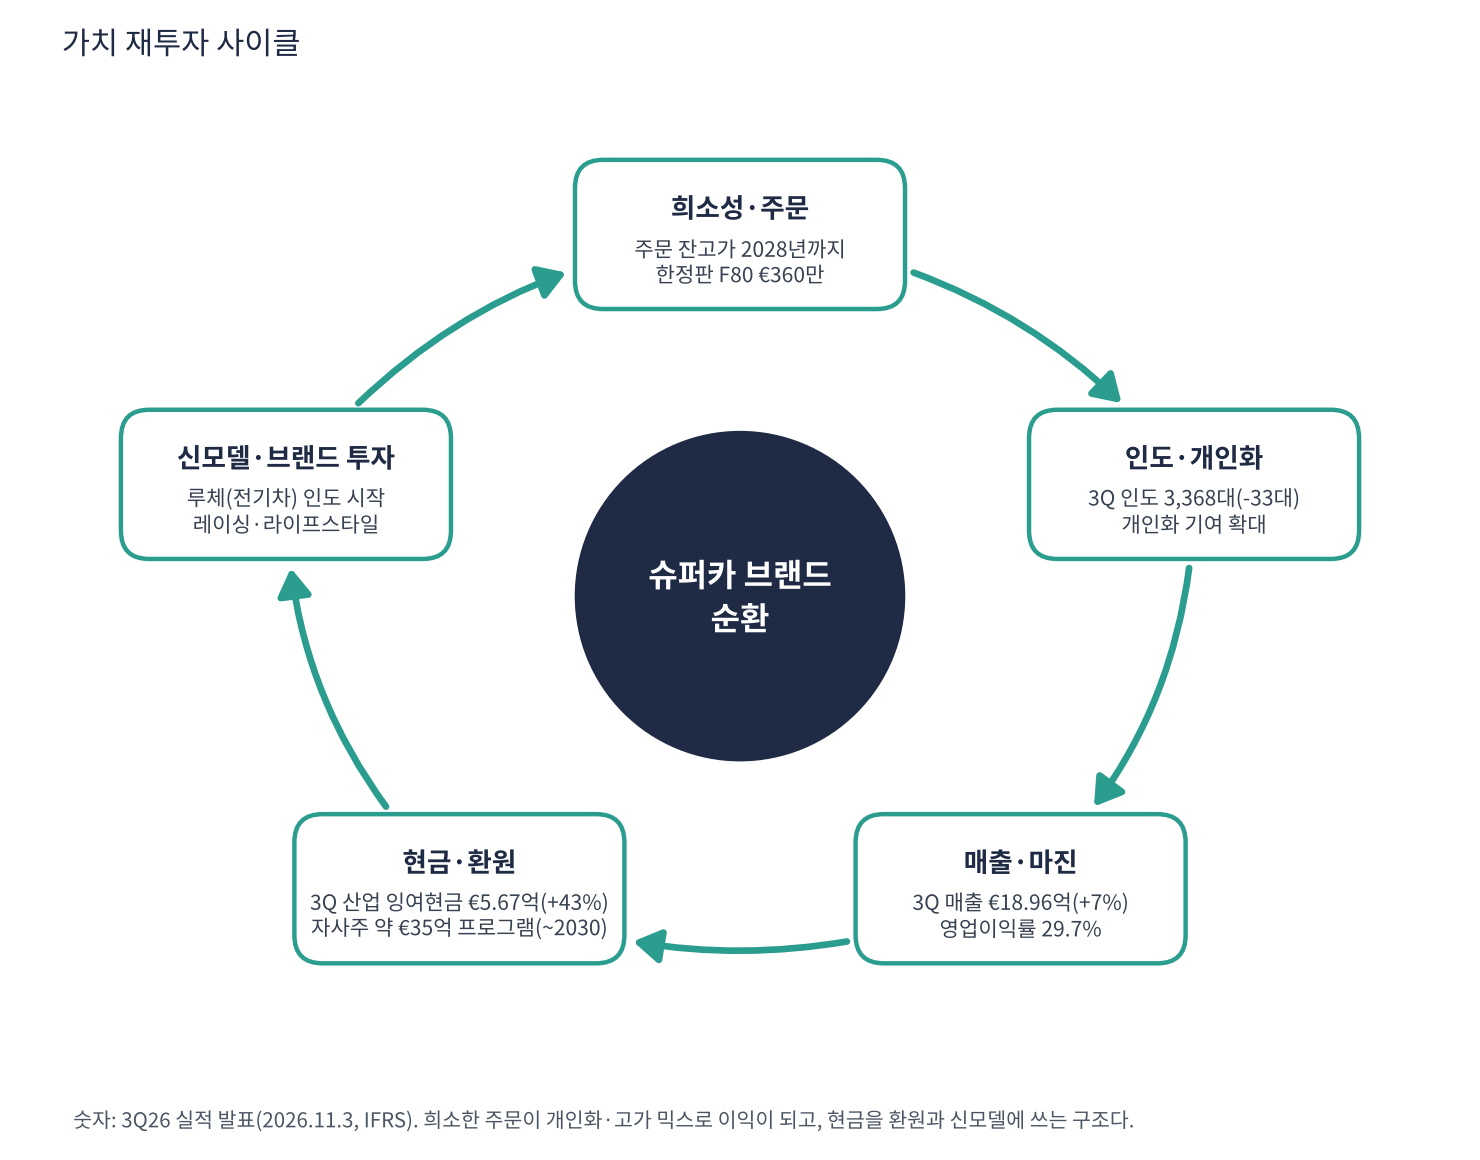 가치 재투자 사이클
희소성·주문
주문 잔고가 2028년까지
한정판 F80 €360만
신모델·브랜드 투자
루체(전기차) 인도 시작
레이싱·라이프스타일
인도·개인화
3Q 인도 3,368대(-33대)
개인화 기여 확대
슈퍼카 브랜드
순환
현금·환원
3Q 산업 잉여현금 €5.67억(+43%)
자사주 약 €35억 프로그램(~2030)
매출·마진
3Q 매출 €18.96억(+7%)
영업이익률 29.7%
숫자: 3Q26 실적 발표(2026.11.3, IFRS). 희소한 주문이 개인화·고가 믹스로 이익이 되고, 현금을 환원과 신모델에 쓰는 구조다.